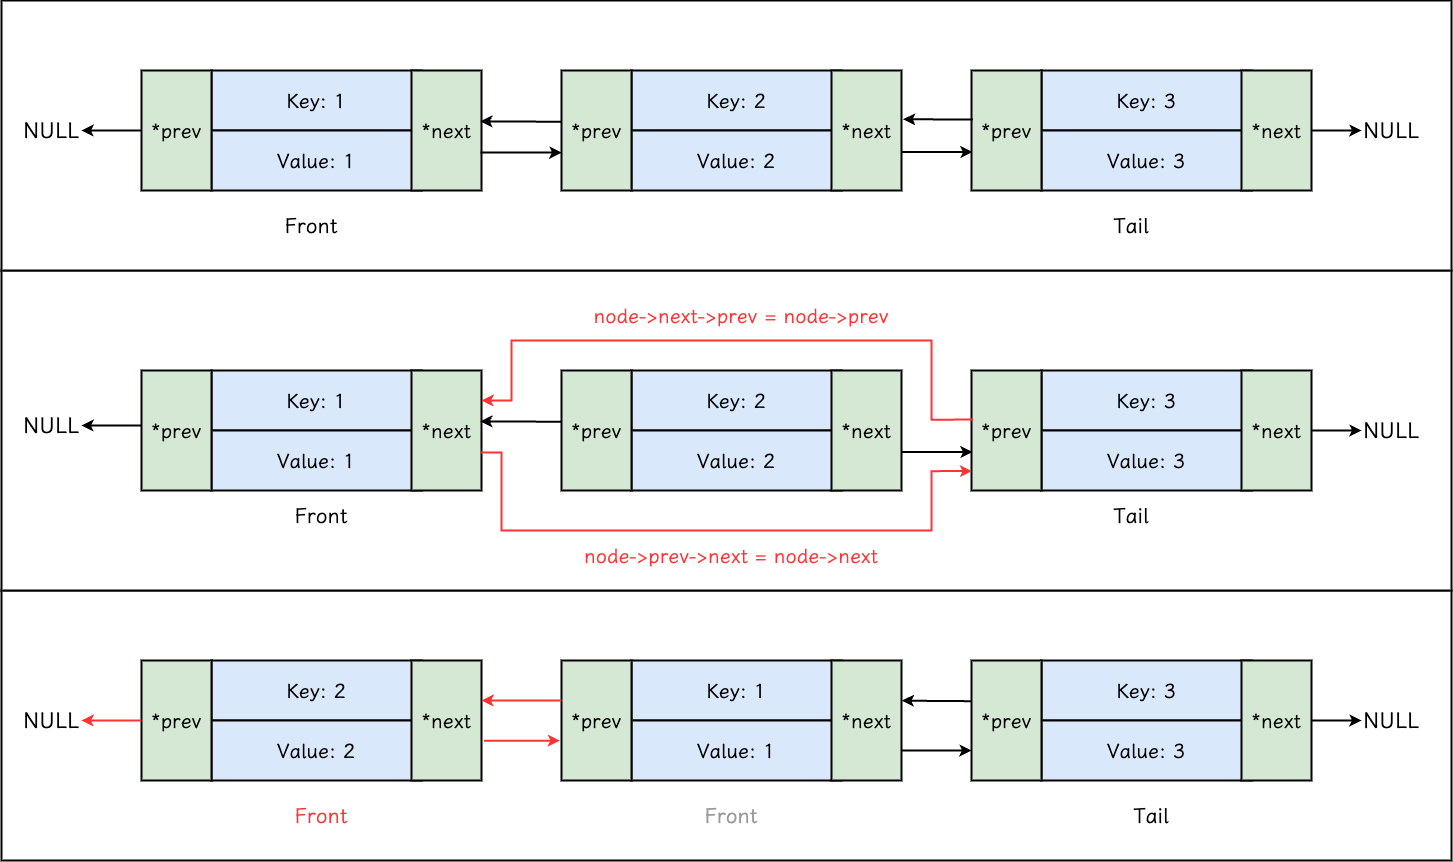 Key: 1
Key: 2
Key: 3
NULL
*prev
*next
*prev
*next
*prev
*next
NULL
Value: 1
Value: 2
Value: 3
Front
Tail
node->next->prev = node->prev
Key: 1
Key: 2
Key: 3
NULL
*prev
*next
*prev
*next
*prev
*next
NULL
Value: 1
Value: 2
Value: 3
Front
Tail
node->prev->next = node->next
Key: 2
Key: 1
Key: 3
NULL
*prev
*next
*prev
*next
*prev
*next
NULL
Value: 2
Value: 1
Value: 3
Front
Front
Tail